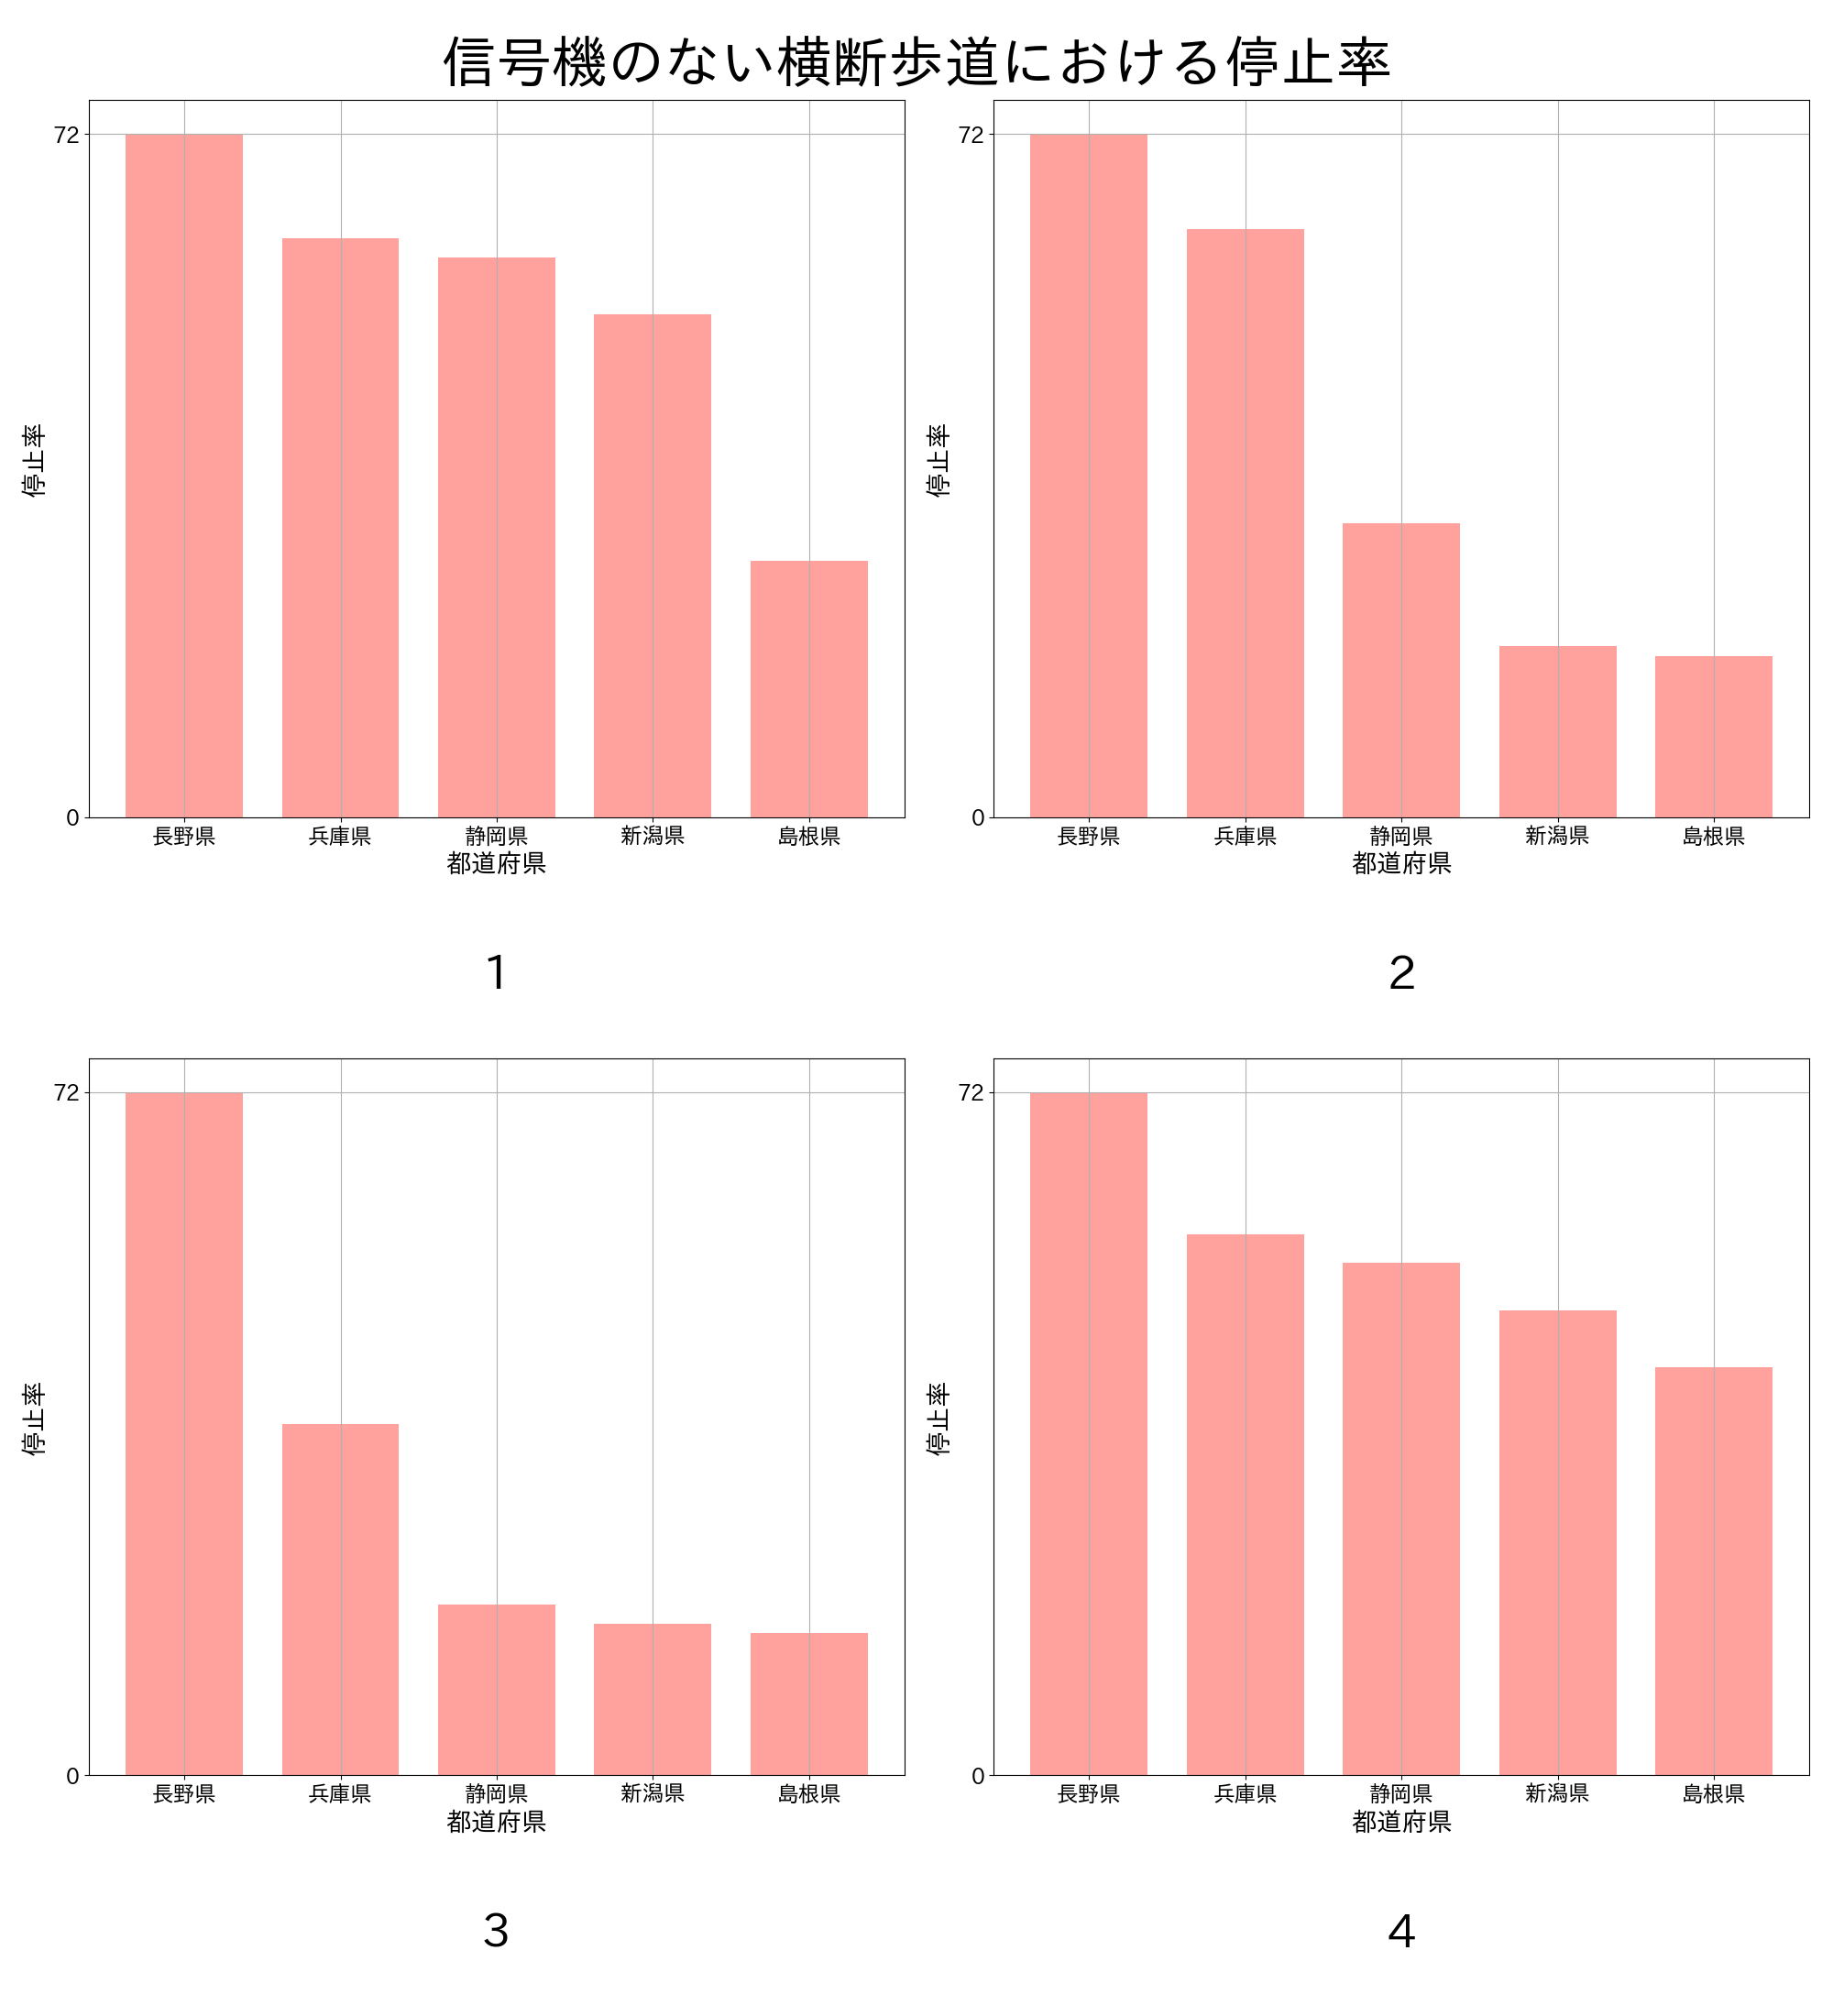 信号機のない横断歩道における停止率
72
0
停止率
長野県 兵庫県 静岡県 新潟県 島根県
都道府県
1
72
0
停止率
長野県 兵庫県 静岡県 新潟県 島根県
都道府県
2
72
0
停止率
長野県 兵庫県 静岡県 新潟県 島根県
都道府県
3
72
0
停止率
長野県 兵庫県 静岡県 新潟県 島根県
都道府県
4